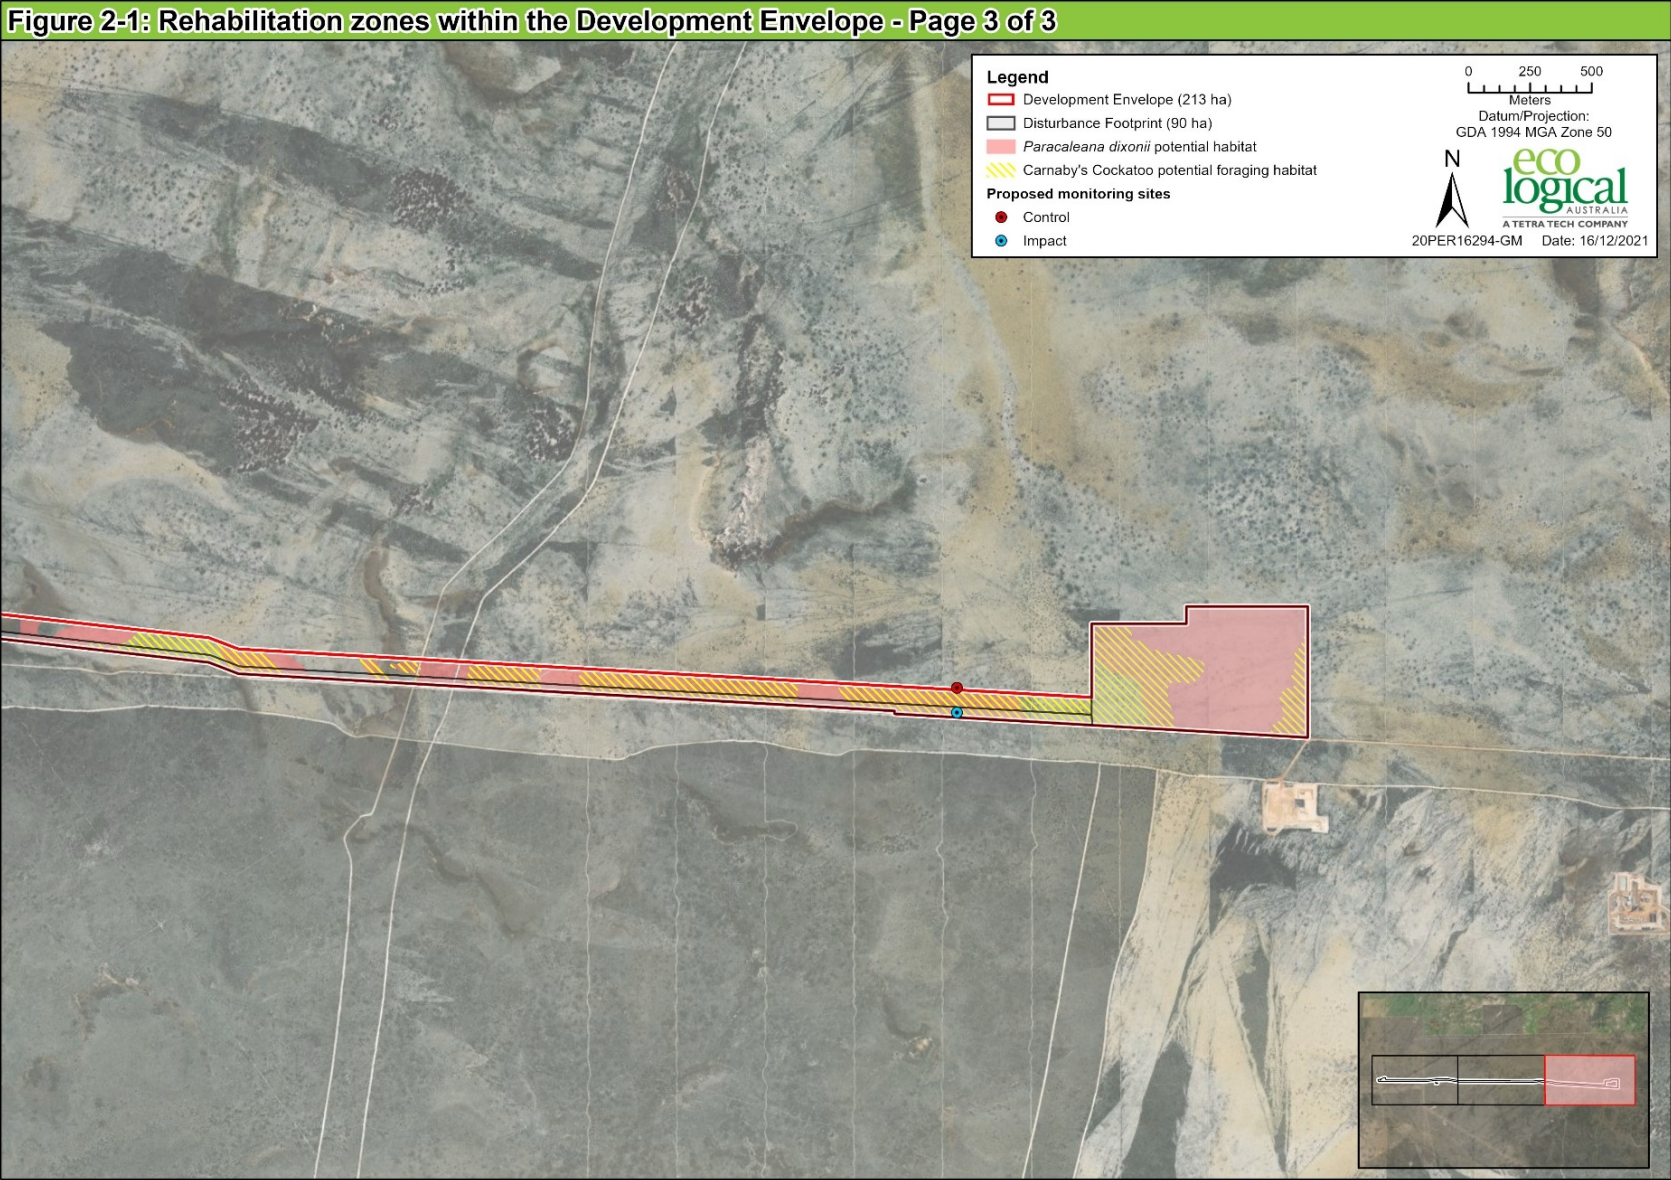 Figure 2-1: Rehabilitation zones within the Development Envelope - Page 3 of 3
Legend
Development Envelope (213 ha)
Disturbance Footprint (90 ha)
Paracaleana dixonii potential habitat
Carnaby's Cockatoo potential foraging habitat
Proposed monitoring sites
Control
Impact
0 250 500
Meters
Datum/Projection:
GDA 1994 MGA Zone 50
N
eco
logical
AUSTRALIA
A TETRA TECH COMPANY
20PER16294-GM Date: 16/12/2021